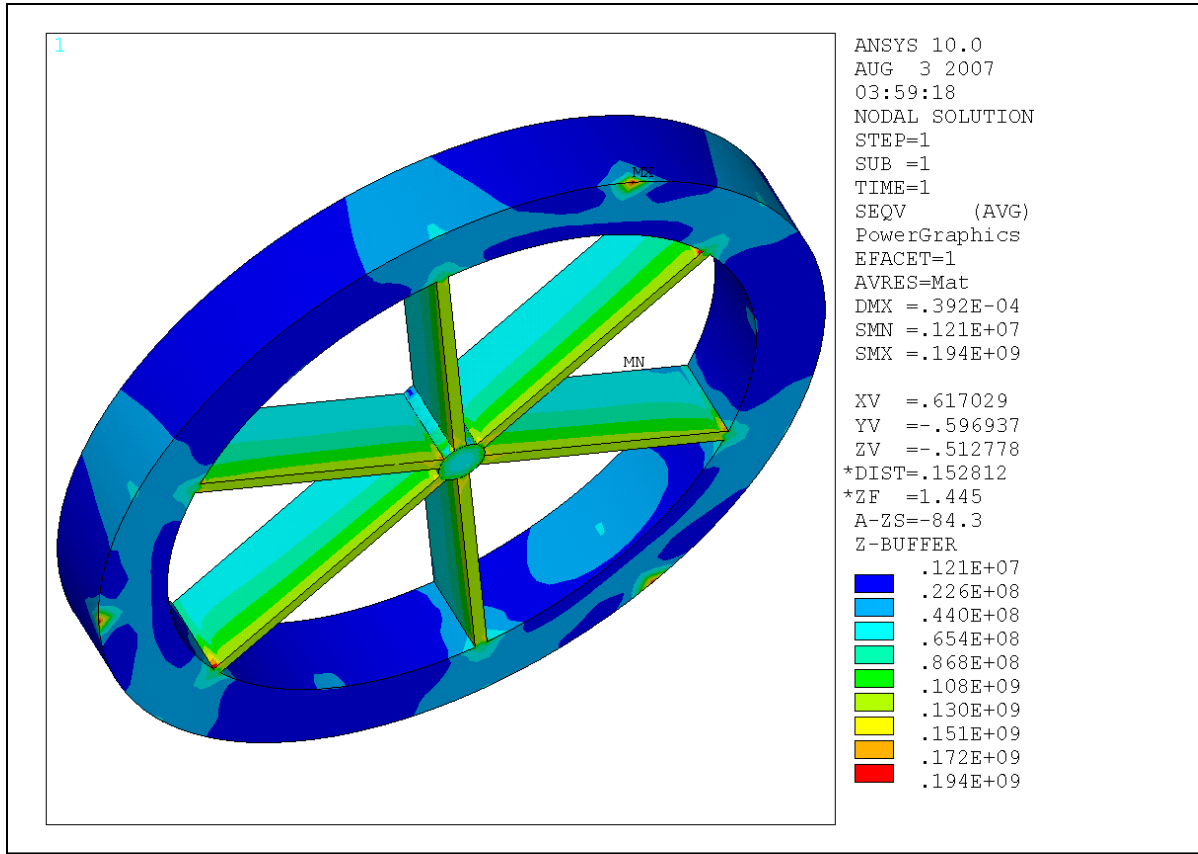 1
ANSYS 10.0
AUG 3 2007
03:59:18
NODAL SOLUTION
STEP=1
SUB =1
TIME=1
SEQV (AVG)
PowerGraphics
EFACET=1
AVRES=Mat
DMX =.392E-04
SMN =.121E+07
SMX =.194E+09
MX
MN
XV =.617029
YV =-.596937
ZV =-.512778
*DIST=.152812
*ZF =1.445
A-ZS=-84.3
Z-BUFFER
.121E+07
.226E+08
.440E+08
.654E+08
.868E+08
.108E+09
.130E+09
.151E+09
.172E+09
.194E+09